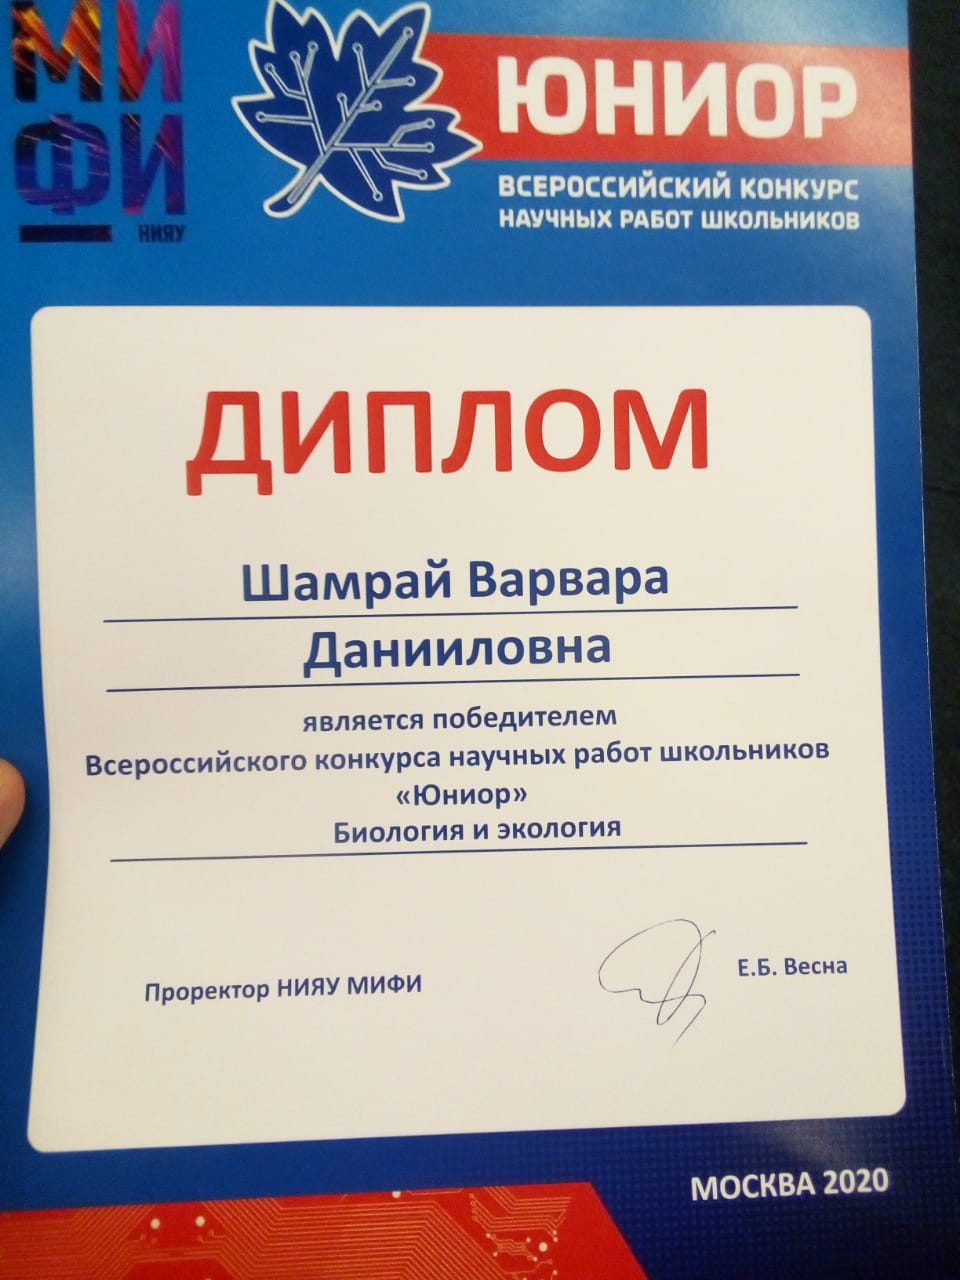 МИ
ФИ
НИЯУ
ЮНИОР
ВСЕРОССИЙСКИЙ КОНКУРС
НАУЧНЫХ РАБОТ ШКОЛЬНИКОВ
ДИПЛОМ
Шамрай Варвара
Данииловна
является победителем
Всероссийского конкурса научных работ школьников
«Юниор»
Биология и экология
Проректор НИЯУ МИФИ
Е.Б. Весна
МОСКВА 2020